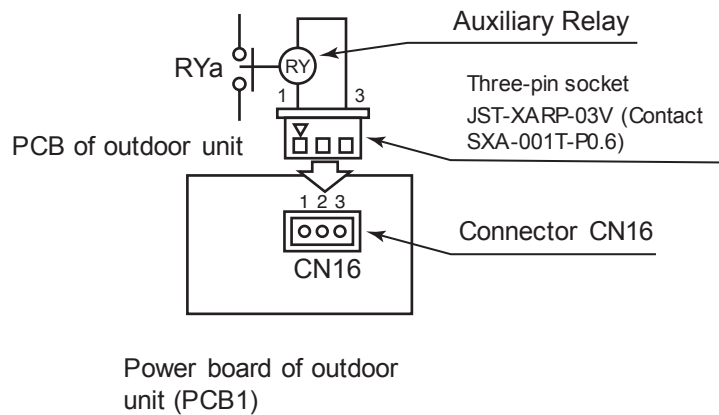 Auxiliary Relay
RYa
RY
1 3
Three-pin socket
JST-XARP-03V (Contact
SXA-001T-P0.6)
PCB of outdoor unit
1 2 3
Connector CN16
CN16
Power board of outdoor
unit (PCB1)